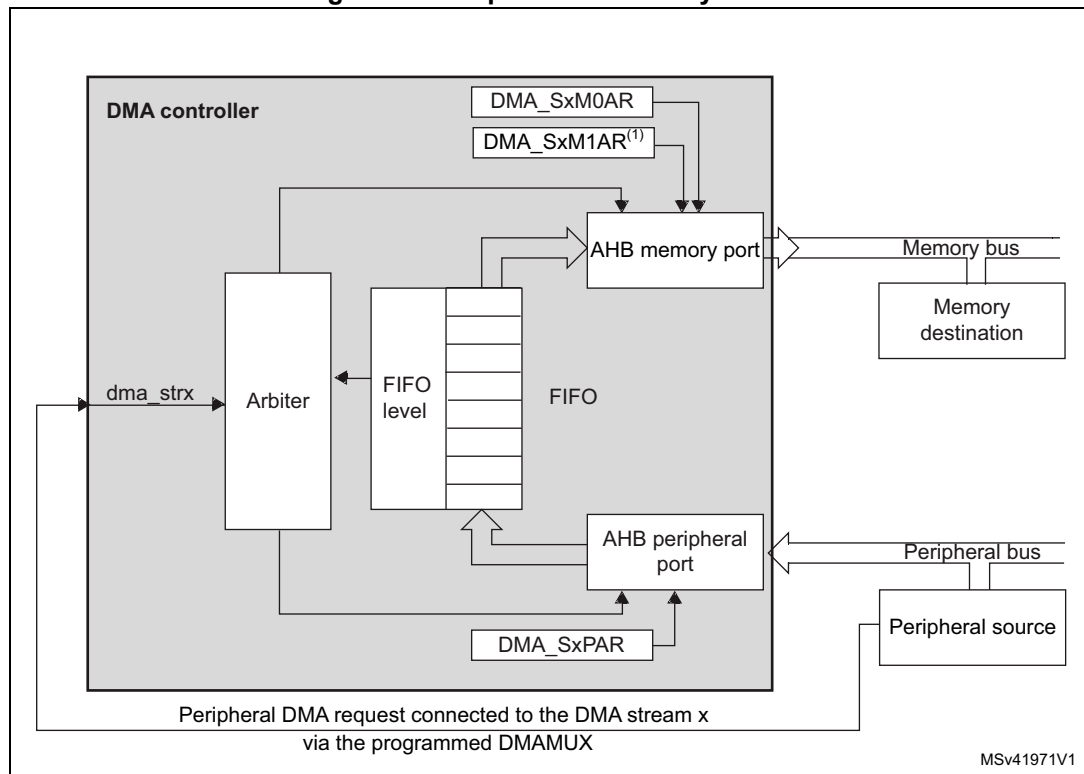 DMA controller
DMA_SxM0AR
DMA_SxM1AR(1)
AHB memory port
Memory bus
Memory
destination
dma_strx
Arbiter
FIFO
level
FIFO
AHB peripheral
port
Peripheral bus
Peripheral source
DMA_SxPAR
Peripheral DMA request connected to the DMA stream x
via the programmed DMAMUX
MSv41971V1